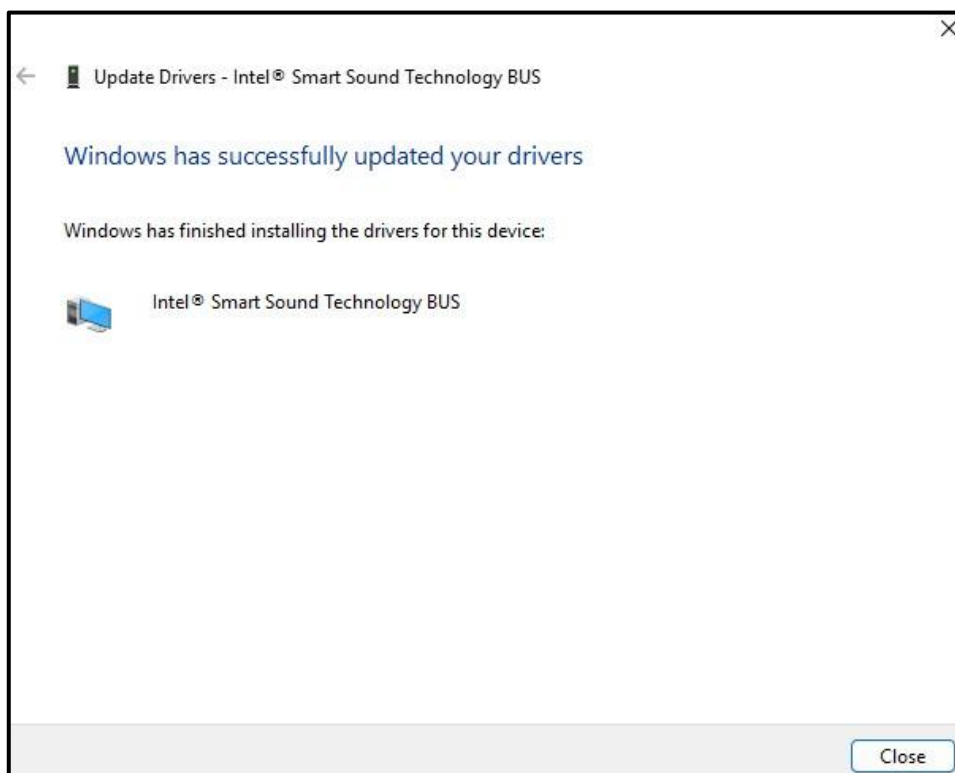 Update Drivers - Intel® Smart Sound Technology BUS
Windows has successfully updated your drivers
Windows has finished installing the drivers for this device:
Intel® Smart Sound Technology BUS
Close